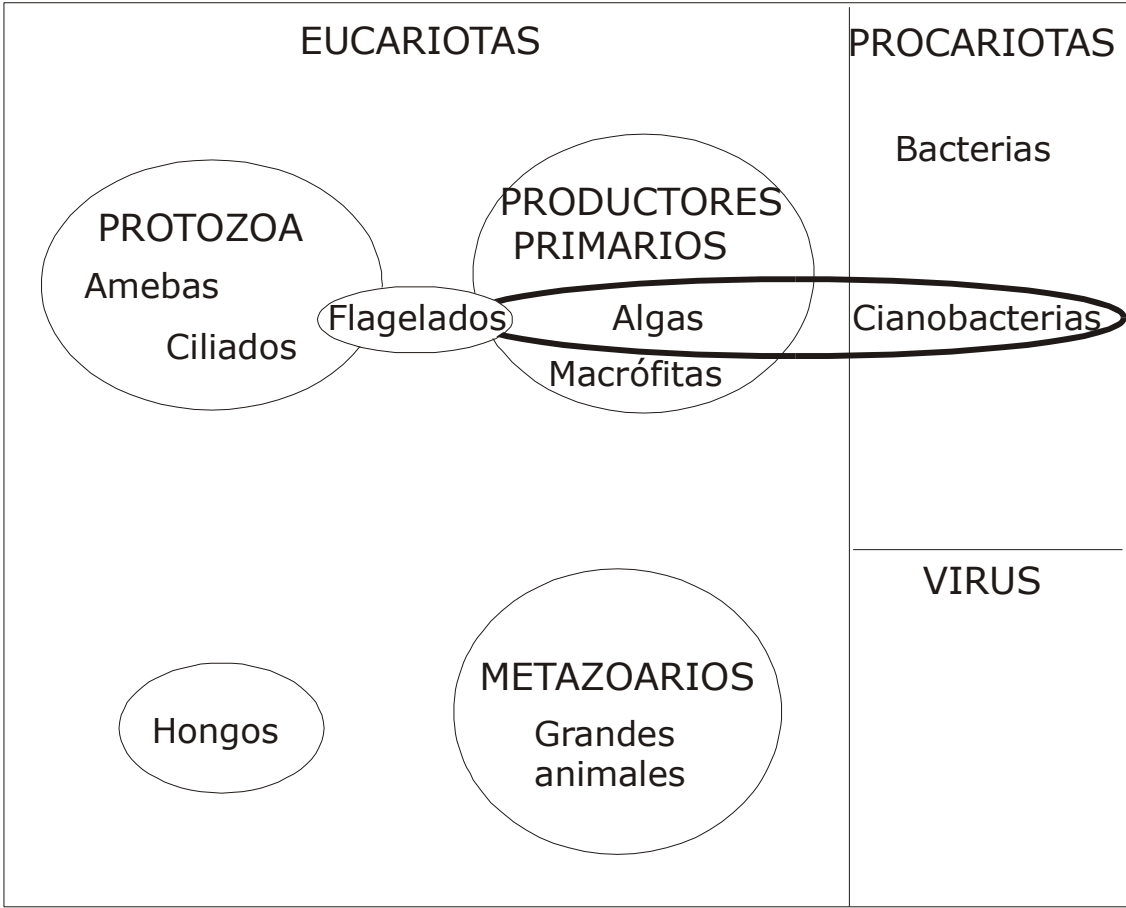 EUCARIOTAS
PROCARIOTAS
Bacterias
PROTOZOA
Amebas
Ciliados
Flagelados
PRODUCTORES
PRIMARIOS
Algas
Macrófitas
Cianobacterias
VIRUS
Hongos
METAZOARIOS
Grandes
animales